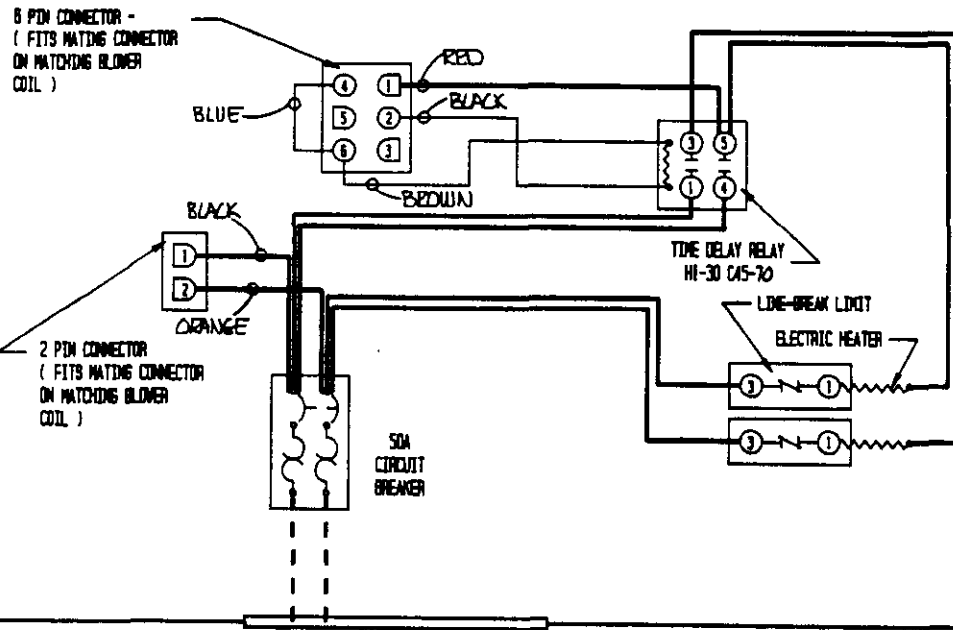 6 PIN CONNECTOR -
( FITS MATING CONNECTOR
ON MATCHING BLOWER
COIL )
RED
4
1
BLUE
BLACK
5
2
6
3
3
5
BROWN
1
4
BLACK
1
TIME DELAY RELAY
HI-30 C45-70
2
LINE-BREAK LIMIT
ORANGE
ELECTRIC HEATER
2 PIN CONNECTOR
( FITS MATING CONNECTOR
ON MATCHING BLOWER
COIL )
3
1
50A
CIRCUIT
BREAKER
3
1